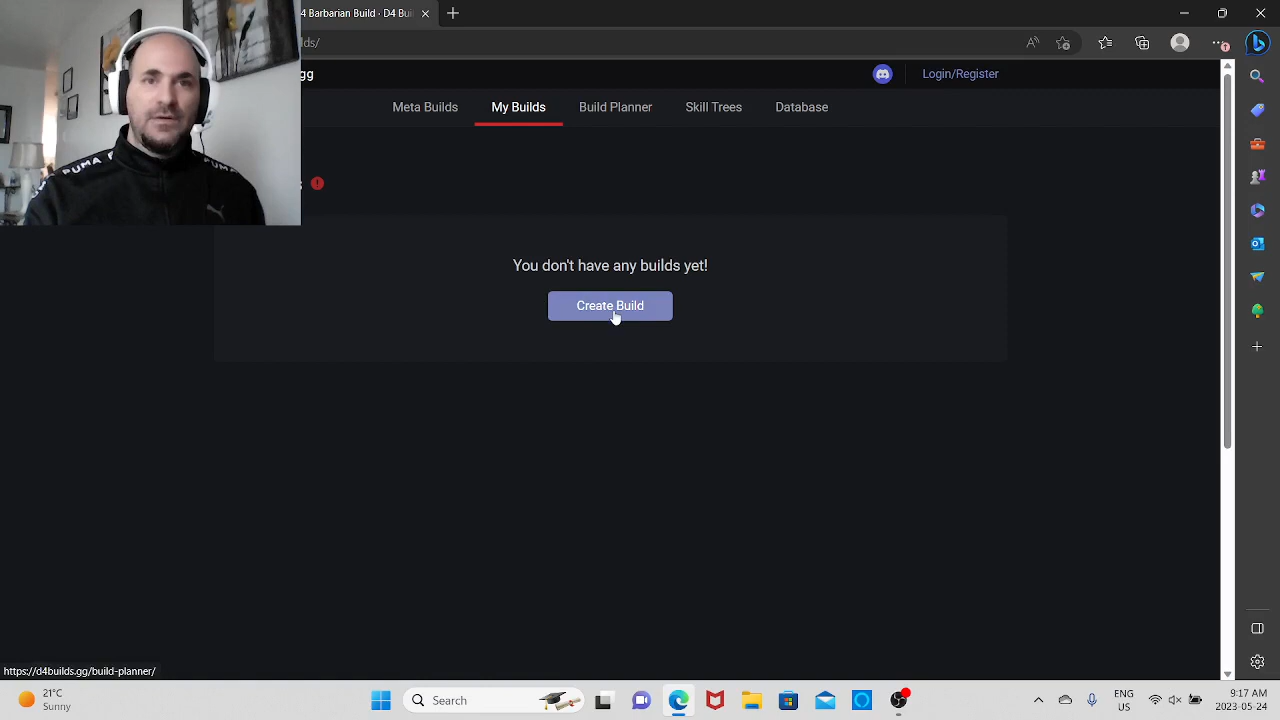 4 Barbarian Build · D4 Bui
ds/
gg
Login/Register
Meta Builds
My Builds
Build Planner
Skill Trees
Database
You don't have any builds yet!
Create Build
PUMA
https://d4builds.gg/build-planner/
21°C
Sunny
Search
ENG
US
9:17 AM
2023-05-24